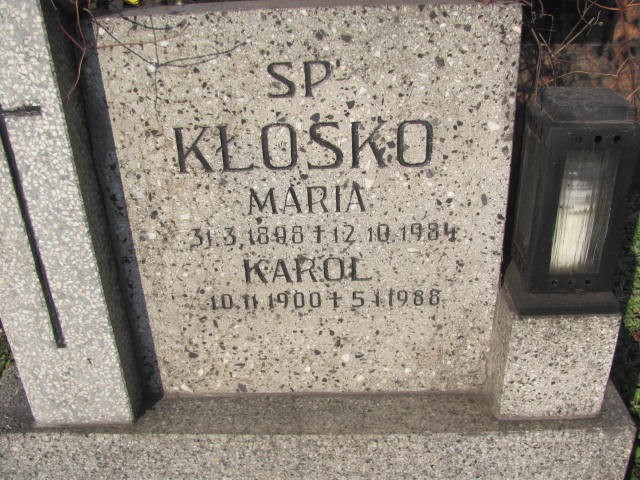 SP
KŁOSKO
MARIA
31.3.1898 + 12.10.1984
KAROL
10.11.1900 + 5.1.1988